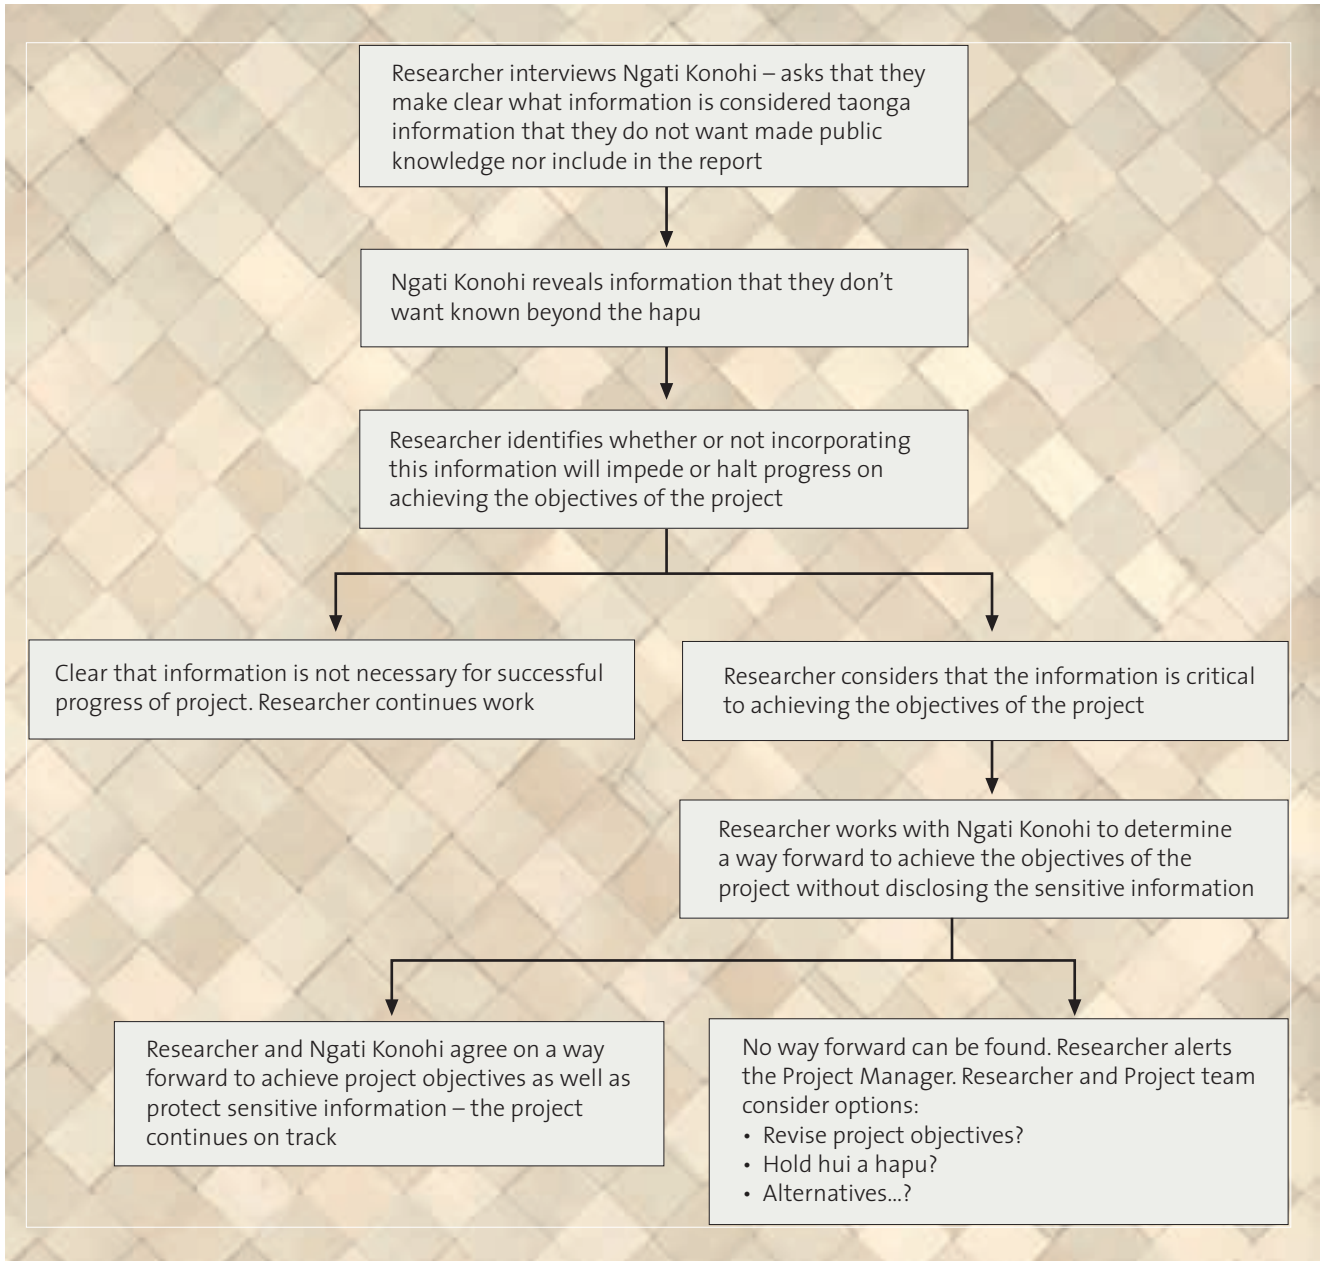 Researcher interviews Ngati Konohi – asks that they
make clear what information is considered taonga
information that they do not want made public
knowledge nor include in the report
Ngati Konohi reveals information that they don’t
want known beyond the hapu
Researcher identifies whether or not incorporating
this information will impede or halt progress on
achieving the objectives of the project
Clear that information is not necessary for successful
progress of project. Researcher continues work
Researcher considers that the information is critical
to achieving the objectives of the project
Researcher works with Ngati Konohi to determine
a way forward to achieve the objectives of the
project without disclosing the sensitive information
Researcher and Ngati Konohi agree on a way
forward to achieve project objectives as well as
protect sensitive information – the project
continues on track
No way forward can be found. Researcher alerts
the Project Manager. Researcher and Project team
consider options:
• Revise project objectives?
• Hold hui a hapu?
• Alternatives...?